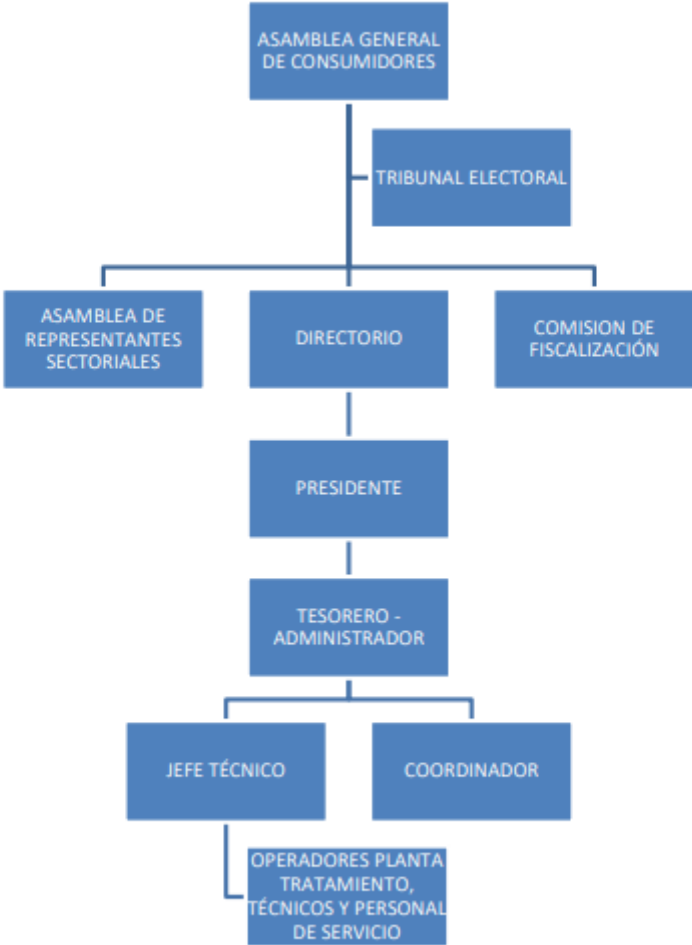 ASAMBLEA GENERAL
DE CONSUMIDORES
TRIBUNAL ELECTORAL
ASAMBLEA DE
REPRESENTANTES
SECTORIALES
DIRECTORIO
COMISION DE
FISCALIZACIÓN
PRESIDENTE
TESORERO -
ADMINISTRADOR
JEFE TÉCNICO
COORDINADOR
OPERADORES PLANTA
TRATAMIENTO,
TÉCNICOS Y PERSONAL
DE SERVICIO